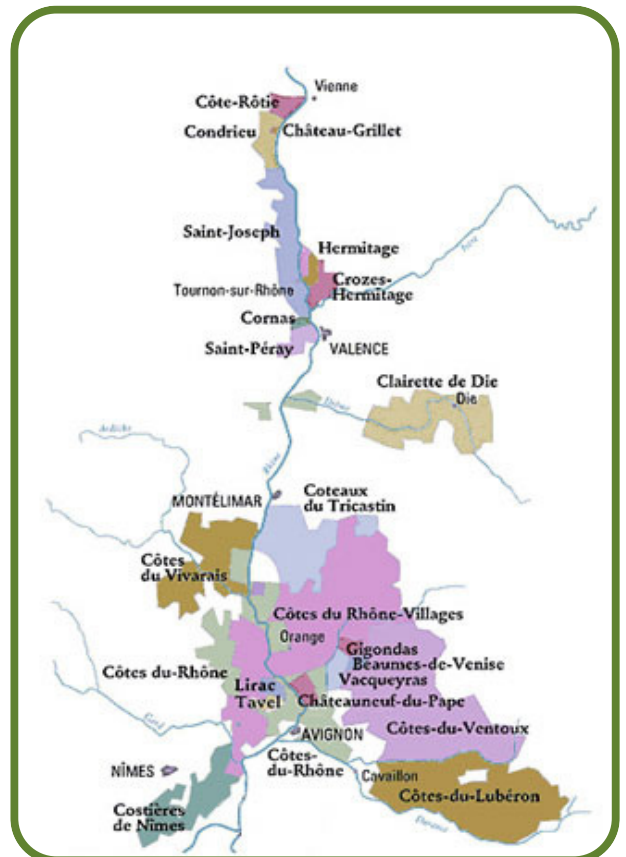 Vienne
Côte-Rôtie
Condrieu
Château-Grillet
Saint-Joseph
Hermitage
Isère
Crozes-
Hermitage
Tournon-sur-Rhône
Cornas
Saint-Péray
VALENCE
Clairette de Die
Die
Drôme
Ardèche
Rhône
MONTÉLIMAR
Coteaux
du Tricastin
Côtes
du Vivarais
Côtes du Rhône-Villages
Orange
Gigondas
Beaumes-de-Venise
Vacqueyras
Côtes du-Rhône
Lirac
Tavel
Châteauneuf-du-Pape
Côtes-du-Ventoux
Gard
AVIGNON
Côtes-
du-Rhône
NÎMES
Cavaillon
Côtes-du-Lubéron
Costières
de Nîmes
Durance